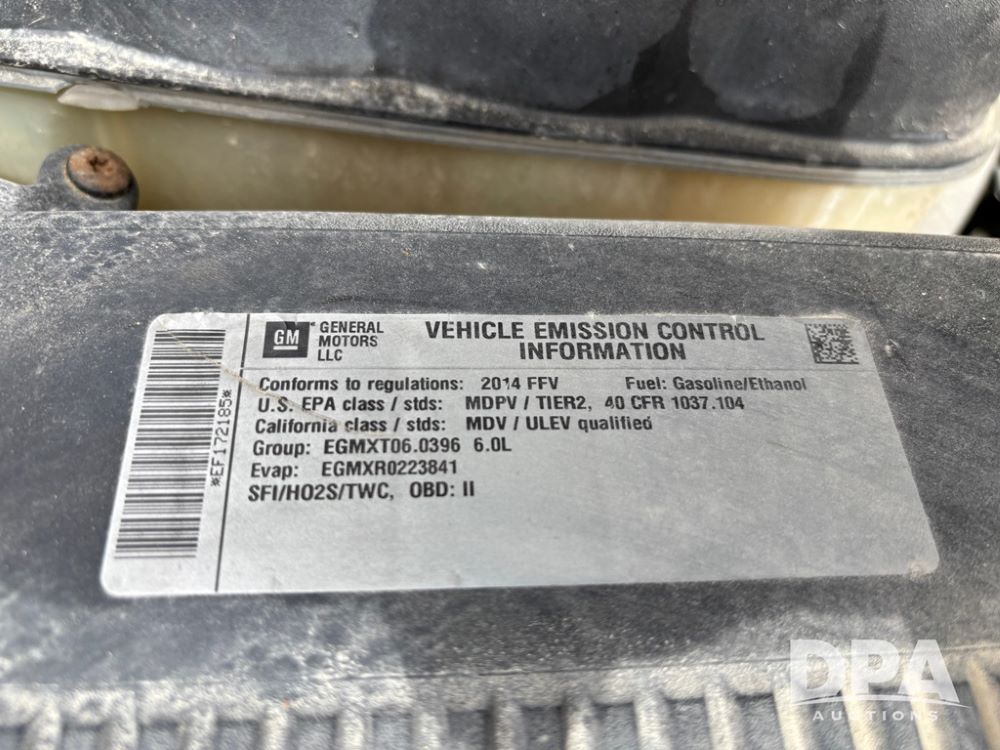 *EF172185*
GM
GENERAL
MOTORS
LLC
VEHICLE EMISSION CONTROL
INFORMATION
Conforms to regulations: 2014 FFV Fuel: Gasoline/Ethanol
U.S. EPA class / stds: MDPV / TIER2, 40 CFR 1037.104
California class / stds: MDV / ULEV qualified
Group: EGMXT06.0396 6.0L
Evap: EGMXR0223841
SFI/HO2S/TWC, OBD: II
DPA
AUCTIONS